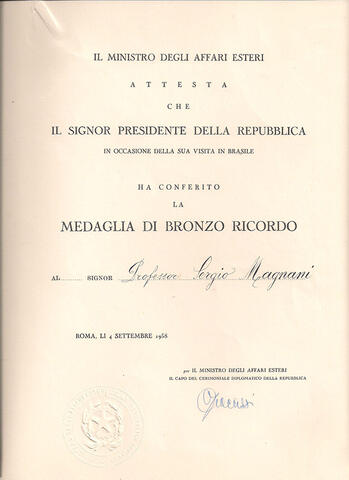 IL MINISTRO DEGLI AFFARI ESTERI
ATTESTA
CHE
IL SIGNOR PRESIDENTE DELLA REPUBBLICA
IN OCCASIONE DELLA SUA VISITA IN BRASILE
HA CONFERITO
LA
MEDAGLIA DI BRONZO RICORDO
AL ......... SIGNOR Professor Sergio Magnani
ROMA, LI 4 SETTEMBRE 1958
per IL MINISTRO DEGLI AFFARI ESTERI
IL CAPO DEL CERIMONIALE DIPLOMATICO DELLA REPUBBLICA